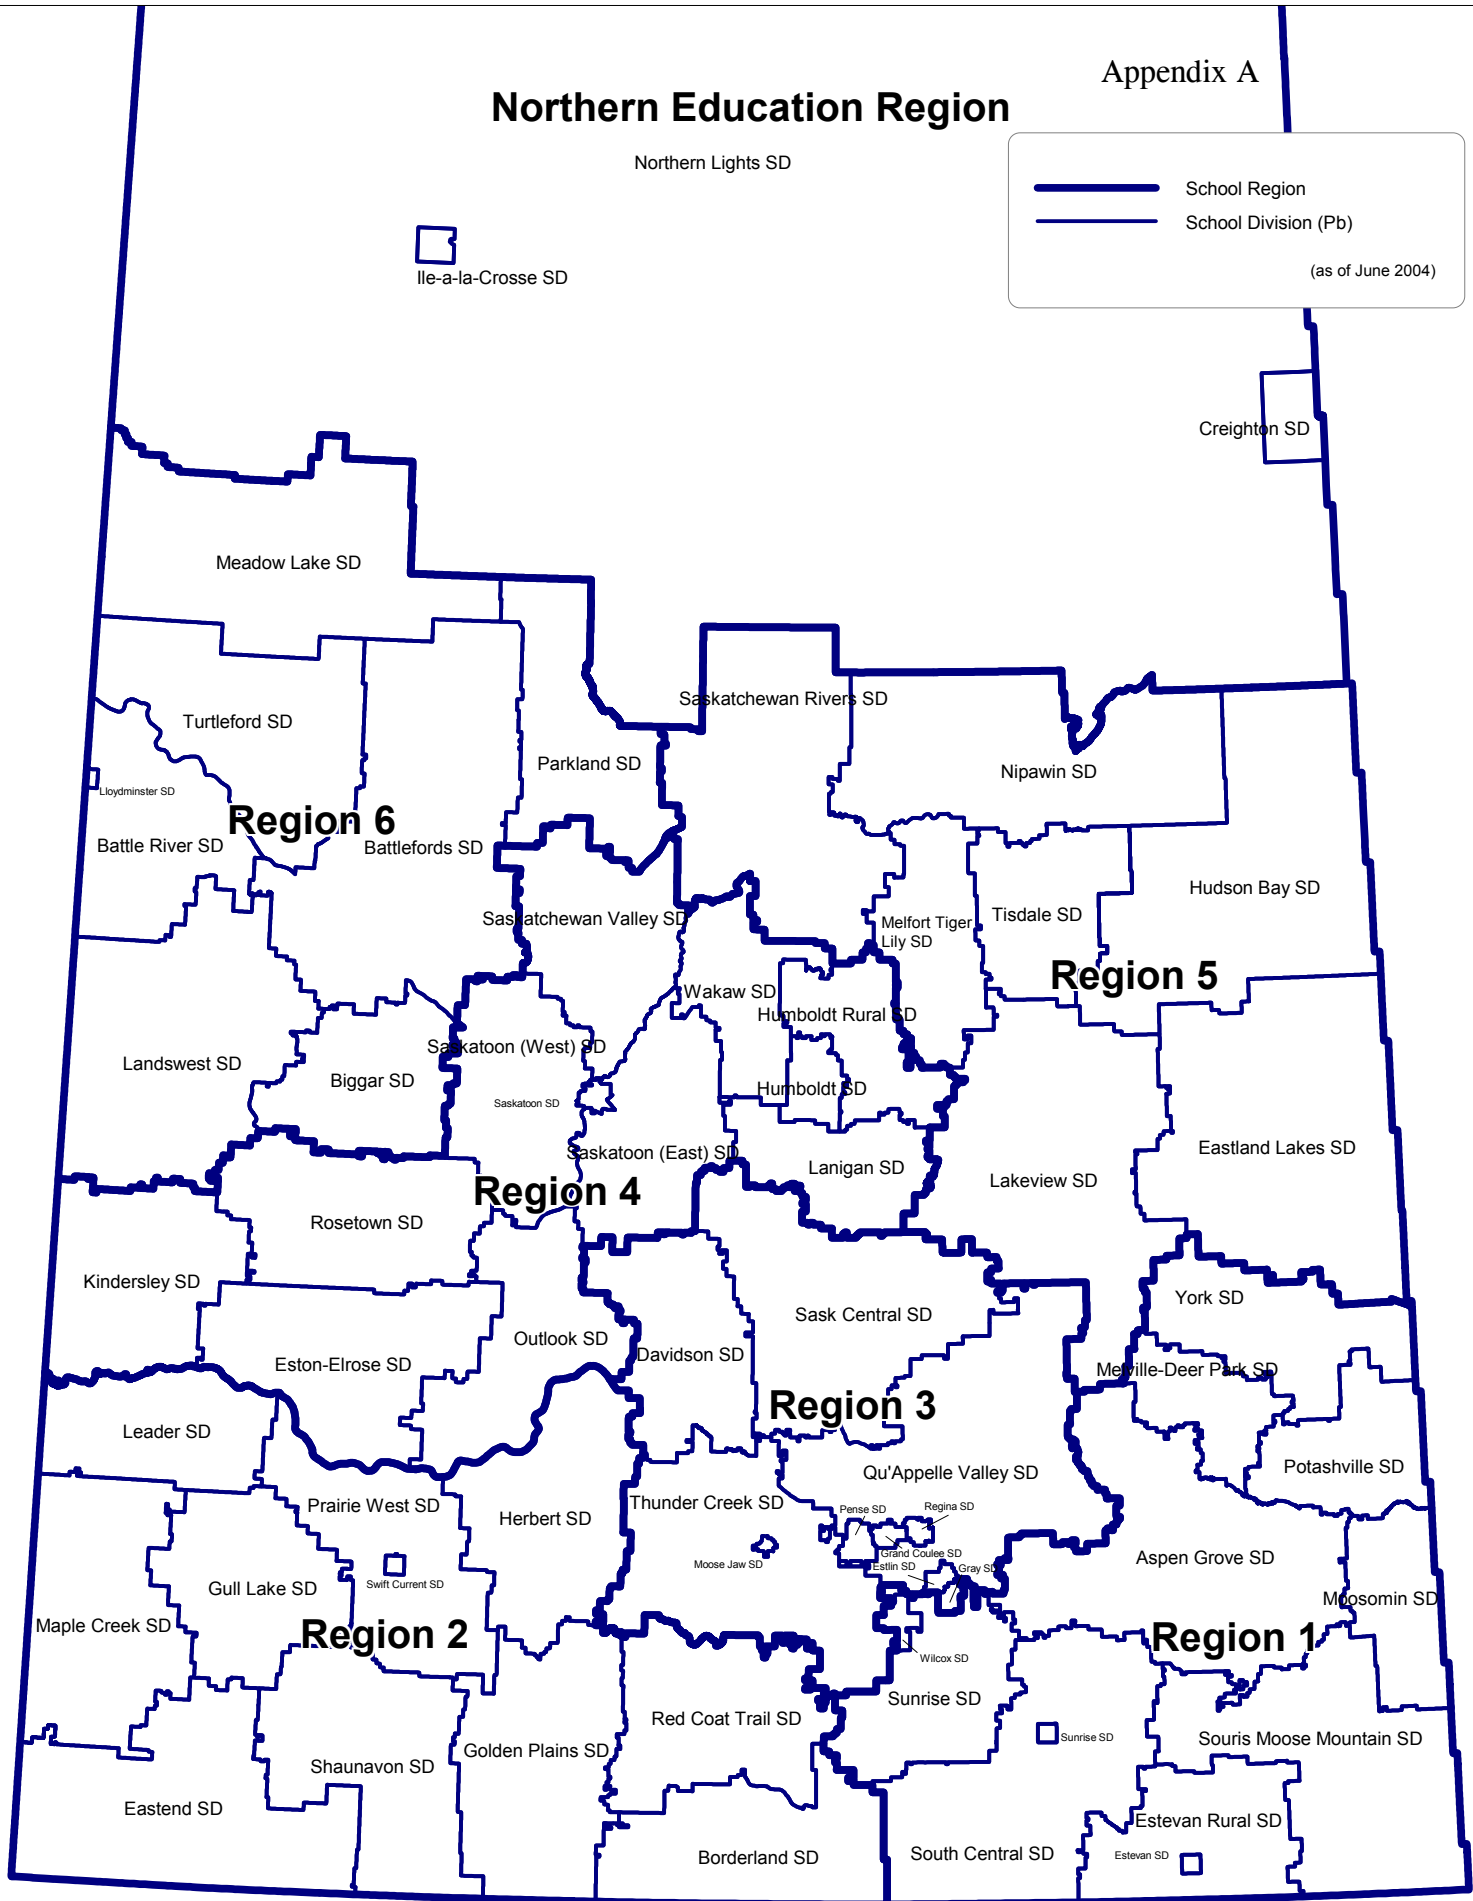 Appendix A
Northern Education Region
Northern Lights SD
School Region
School Division (Pb)
(as of June 2004)
Ile-a-la-Crosse SD
Creighton SD
Meadow Lake SD
Saskatchewan Rivers SD
Turtleford SD
Parkland SD
Nipawin SD
Lloydminster SD
Region 6
Battle River SD
Battlefords SD
Hudson Bay SD
Saskatchewan Valley SD
Melfort Tiger
Lily SD
Tisdale SD
Region 5
Wakaw SD
Humboldt Rural SD
Saskatoon (West) SD
Landswest SD
Biggar SD
Humboldt SD
Saskatoon SD
Saskatoon (East) SD
Lanigan SD
Eastland Lakes SD
Lakeview SD
Region 4
Rosetown SD
Kindersley SD
York SD
Sask Central SD
Outlook SD
Davidson SD
Eston-Elrose SD
Melville-Deer Park SD
Region 3
Leader SD
Potashville SD
Qu'Appelle Valley SD
Prairie West SD
Thunder Creek SD
Herbert SD
Pense SD
Regina SD
Grand Coulee SD
Moose Jaw SD
Estlin SD
Gray SD
Aspen Grove SD
Swift Current SD
Gull Lake SD
Moosomin SD
Maple Creek SD
Region 2
Region 1
Wilcox SD
Sunrise SD
Red Coat Trail SD
Sunrise SD
Souris Moose Mountain SD
Golden Plains SD
Shaunavon SD
Eastend SD
Estevan Rural SD
South Central SD
Estevan SD
Borderland SD